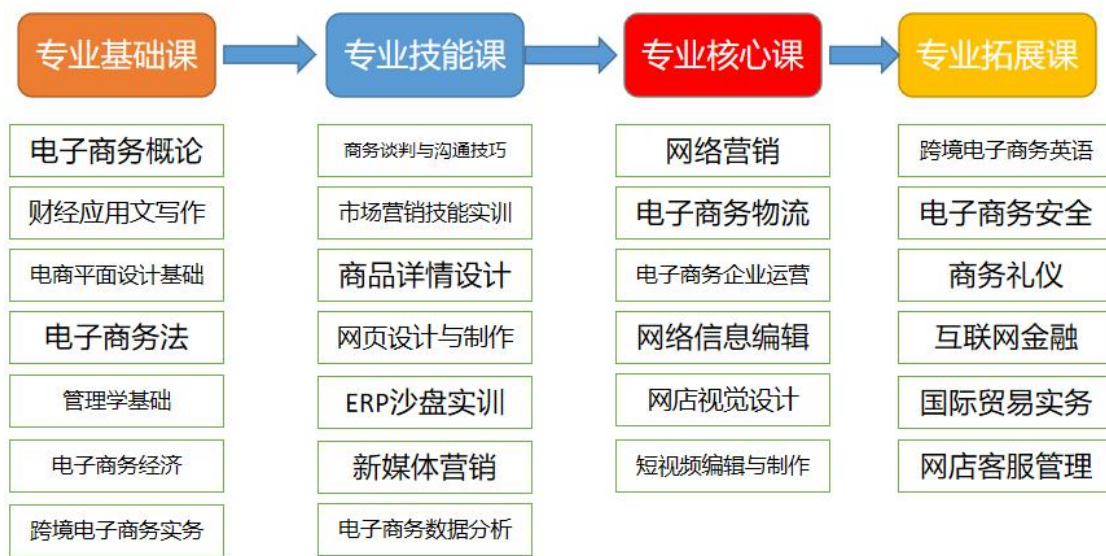 专业基础课
专业技能课
专业核心课
专业拓展课
电子商务概论
财经应用文写作
电商平面设计基础
电子商务法
管理学基础
电子商务经济
跨境电子商务实务
商务谈判与沟通技巧
市场营销技能实训
商品详情设计
网页设计与制作
ERP沙盘实训
新媒体营销
电子商务数据分析
网络营销
电子商务物流
电子商务企业运营
网络信息编辑
网店视觉设计
短视频编辑与制作
跨境电子商务英语
电子商务安全
商务礼仪
互联网金融
国际贸易实务
网店客服管理